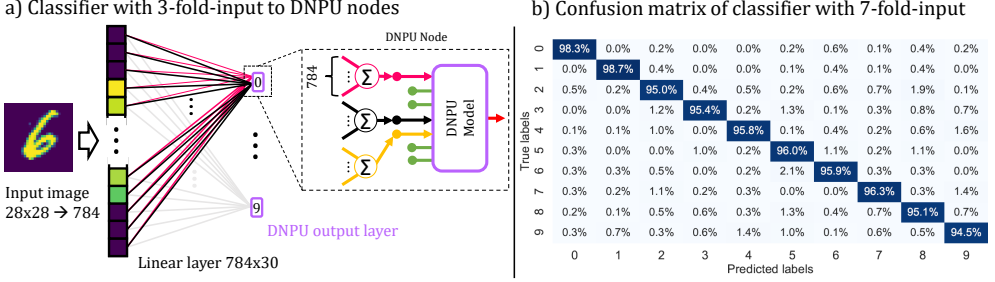 a) Classifier with 3-fold-input to DNPU nodes
DNPU Node
784
Σ
Σ
Σ
DNPU
Model
0
9
Input image
28x28 → 784
DNPU output layer
Linear layer 784x30
b) Confusion matrix of classifier with 7-fold-input
True labels
0 98.3% 0.0% 0.2% 0.0% 0.0% 0.2% 0.6% 0.1% 0.4% 0.2%
1 0.0% 98.7% 0.4% 0.0% 0.0% 0.1% 0.4% 0.1% 0.4% 0.0%
2 0.5% 0.2% 95.0% 0.4% 0.5% 0.2% 0.6% 0.7% 1.9% 0.1%
3 0.0% 0.0% 1.2% 95.4% 0.2% 1.3% 0.1% 0.3% 0.8% 0.7%
4 0.1% 0.1% 1.0% 0.0% 95.8% 0.1% 0.4% 0.2% 0.6% 1.6%
5 0.3% 0.0% 0.0% 1.0% 0.2% 96.0% 1.1% 0.2% 1.1% 0.0%
6 0.3% 0.3% 0.5% 0.0% 0.2% 2.1% 95.9% 0.3% 0.3% 0.0%
7 0.3% 0.2% 1.1% 0.2% 0.3% 0.0% 0.0% 96.3% 0.3% 1.4%
8 0.2% 0.1% 0.5% 0.6% 0.3% 1.3% 0.4% 0.7% 95.1% 0.7%
9 0.3% 0.7% 0.3% 0.6% 1.4% 1.0% 0.1% 0.6% 0.5% 94.5%
0 1 2 3 4 5 6 7 8 9
Predicted labels